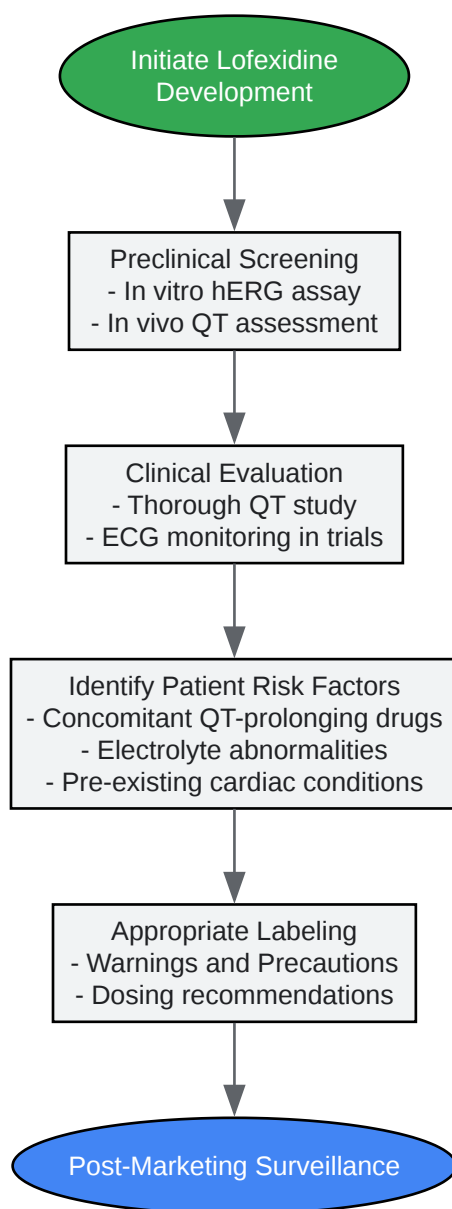 Initiate Lofexidine
Development
Preclinical Screening
- In vitro hERG assay
- In vivo QT assessment
Clinical Evaluation
- Thorough QT study
- ECG monitoring in trials
Identify Patient Risk Factors
- Concomitant QT-prolonging drugs
- Electrolyte abnormalities
- Pre-existing cardiac conditions
Appropriate Labeling
- Warnings and Precautions
- Dosing recommendations
Post-Marketing Surveillance